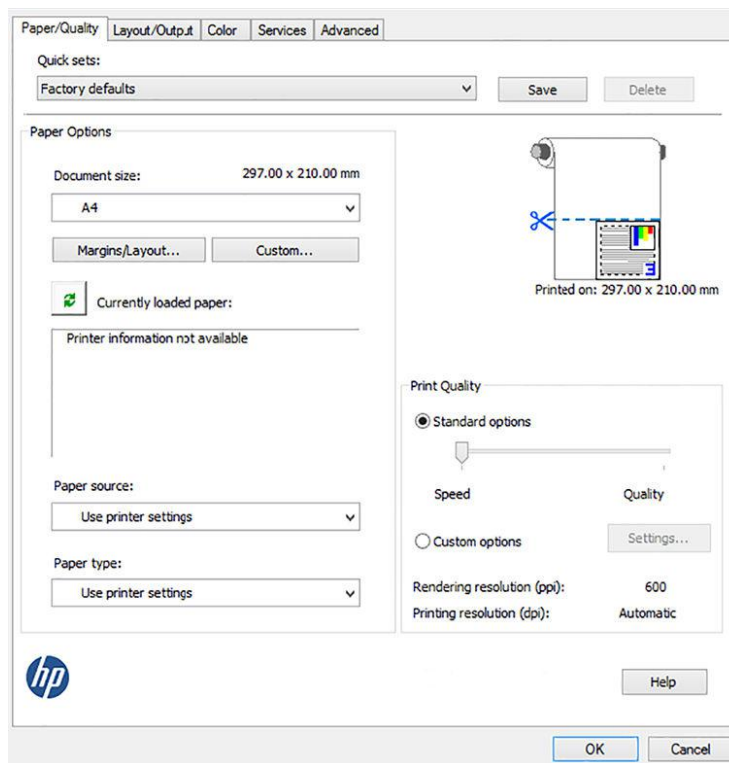 Paper/Quality Layout/Output Color Services Advanced
Quick sets:
Factory defaults Save Delete
Paper Options
Document size: 297.00 x 210.00 mm
A4
Margins/Layout... Custom...
Currently loaded paper:
Printer information not available
Printed on: 297.00 x 210.00 mm
Print Quality
Standard options
Speed Quality
Custom options Settings...
Rendering resolution (ppi): 600
Printing resolution (dpi): Automatic
Paper source:
Use printer settings
Paper type:
Use printer settings
hp
Help
OK Cancel